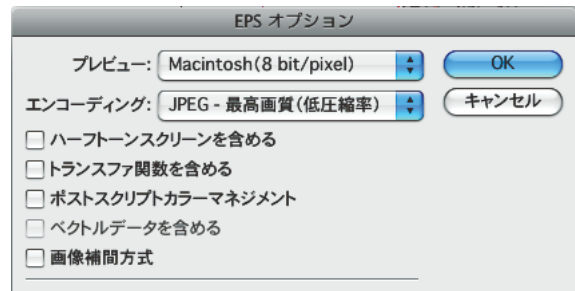 EPS オプション
プレビュー: Macintosh(8 bit/pixel) OK
エンコーディング: JPEG - 最高画質(低圧縮率) キャンセル
ハーフトーンスクリーンを含める
トランスファ関数を含める
ポストスクリプトカラーマネジメント
ベクトルデータを含める
画像補間方式